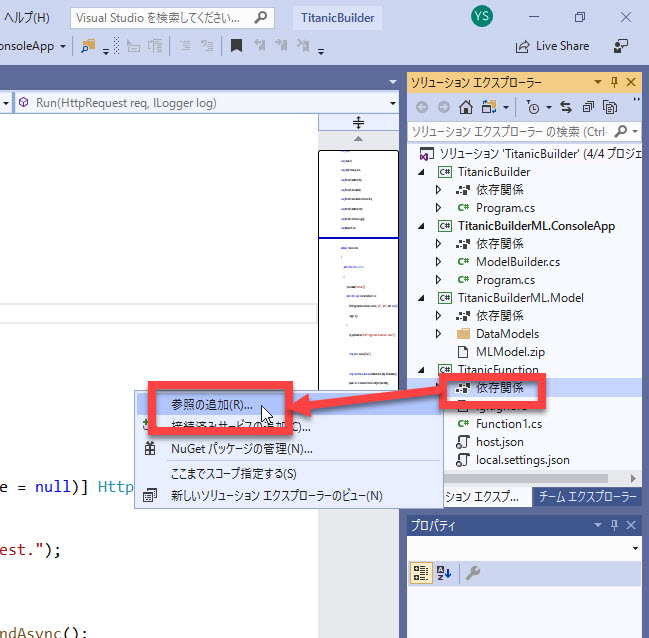 ヘルプ(H)
Visual Studio を検索してください...
TitanicBuilder
YS
onsoleApp
Live Share
Run(HttpRequest req, ILogger log)
ソリューション エクスプローラー
ソリューション エクスプローラー の検索 (Ctrl
ソリューション 'TitanicBuilder' (4/4 プロジェ
TitanicBuilder
依存関係
Program.cs
TitanicBuilderML.ConsoleApp
依存関係
ModelBuilder.cs
Program.cs
TitanicBuilderML.Model
依存関係
DataModels
MLModel.zip
TitanicFunction
依存関係
.gitignore
Function1.cs
host.json
local.settings.json
参照の追加(R)...
接続済みサービスの追加(C)...
NuGet パッケージの管理(N)...
ここまでスコープ指定する(S)
新しいソリューション エクスプローラーのビュー(N)
ション エクスプ...
チーム エクスプローラー
プロパティ
e = null)] Http
est.");
ndAsync();